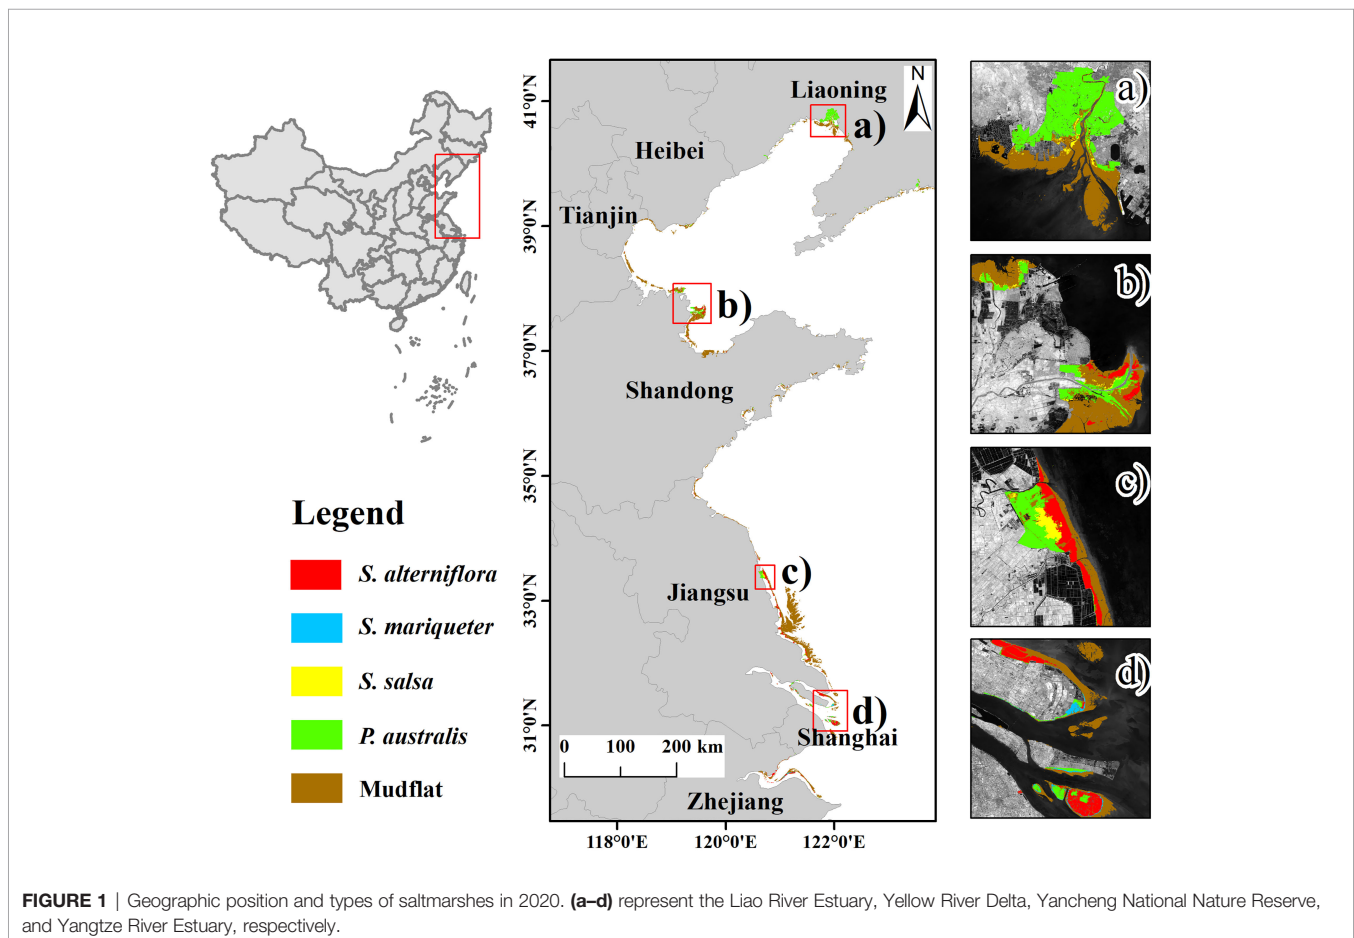 N
Liaoning
a)
Heibei
Tianjin
b)
Shandong
Jiangsu
c)
d)
Shanghai
Zhejiang
0 100 200 km
41°0'N
39°0'N
37°0'N
35°0'N
33°0'N
31°0'N
118°0'E 120°0'E 122°0'E
a)
b)
c)
d)
Legend
S. alterniflora
S. mariqueter
S. salsa
P. australis
Mudflat
FIGURE 1 | Geographic position and types of saltmarshes in 2020. (a–d) represent the Liao River Estuary, Yellow River Delta, Yancheng National Nature Reserve,
and Yangtze River Estuary, respectively.